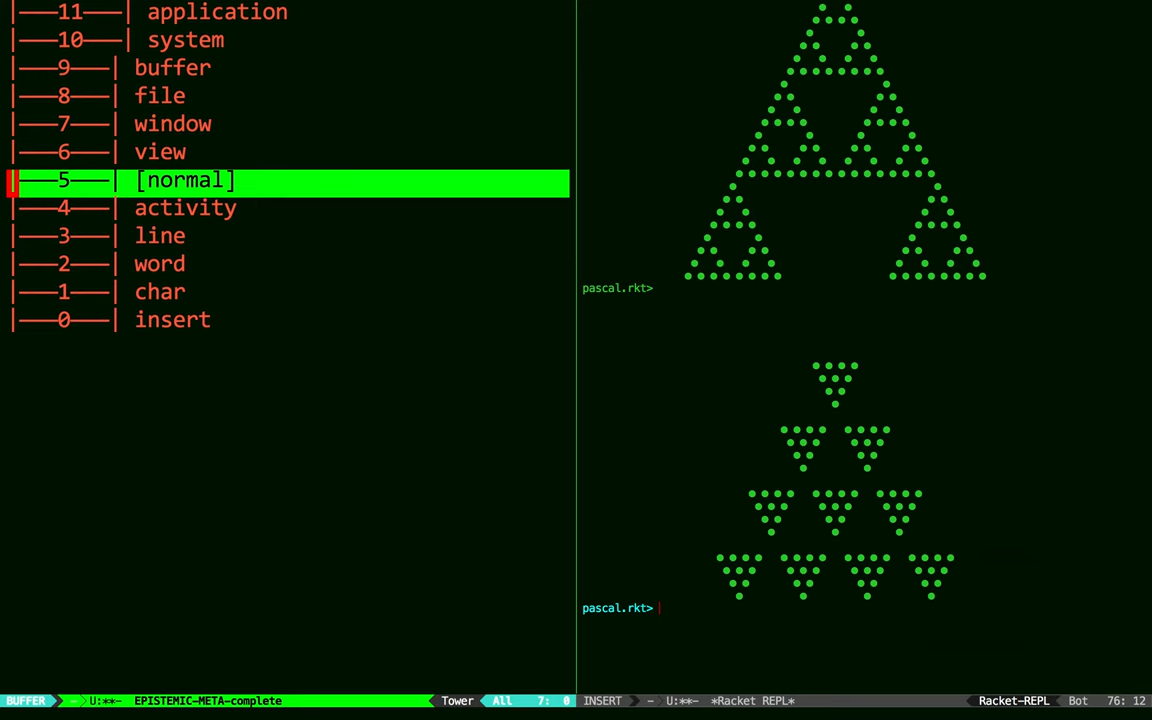 |———11———| application
|———10———| system
|———9———| buffer
|———8———| file
|———7———| window
|———6———| view
|———5———| [normal]
|———4———| activity
|———3———| line
|———2———| word
|———1———| char
|———0———| insert
pascal.rkt>
pascal.rkt>
BUFFER — U:**- EPISTEMIC-META-complete Tower All 7: 0
INSERT — U:**- *Racket REPL* Racket-REPL Bot 76: 12